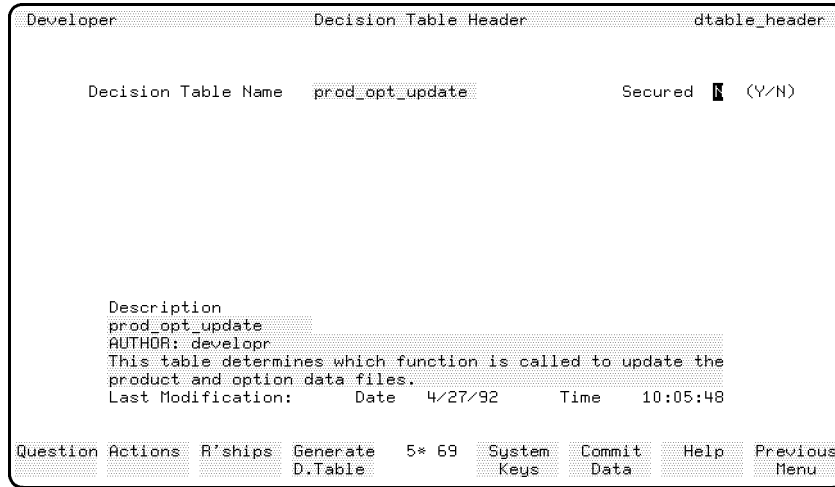 Developer Decision Table Header dtable_header
Decision Table Name prod_opt_update Secured N (Y/N)
Description
prod_opt_update
AUTHOR: developr
This table determines which function is called to update the
product and option data files.
Last Modification: Date 4/27/92 Time 10:05:48
Question Actions R'ships Generate 5* 69 System Commit Help Previous
D.Table Keys Data Menu